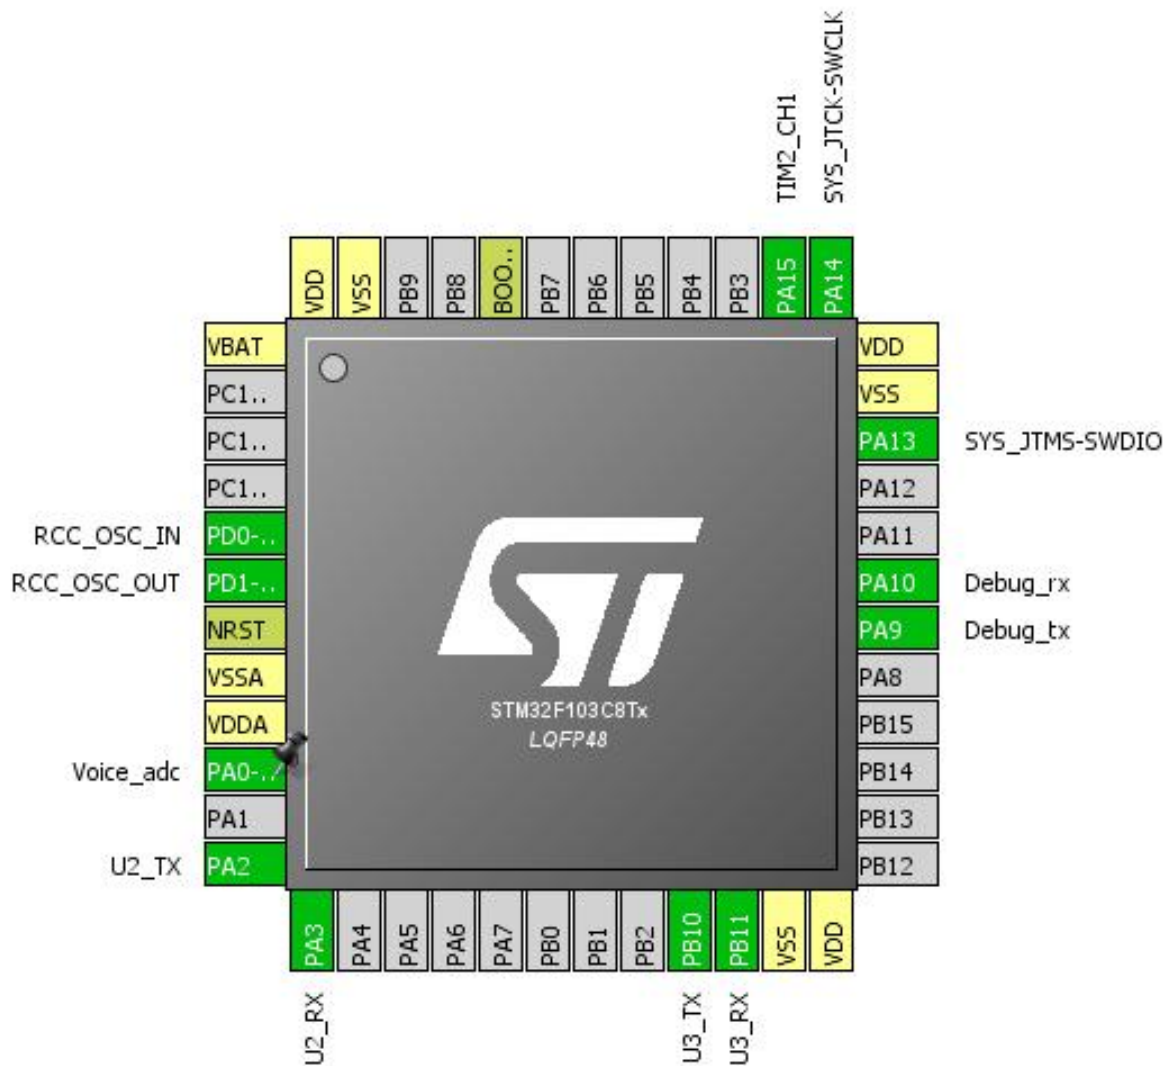 TIM2_CH1
SYS_JTCK-SWCLK
VDD
VSS
PB9
PB8
BOO..
PB7
PB6
PB5
PB4
PB3
PA15
PA14
VBAT
PC1..
PC1..
PC1..
RCC_OSC_IN PD0-..
RCC_OSC_OUT PD1-..
NRST
VSSA
VDDA
Voice_adc PA0-..
PA1
U2_TX PA2
STM32F103C8Tx
LQFP48
VDD
VSS
PA13 SYS_JTMS-SWDIO
PA12
PA11
PA10 Debug_rx
PA9 Debug_tx
PA8
PB15
PB14
PB13
PB12
PA3
PA4
PA5
PA6
PA7
PB0
PB1
PB2
PB10
PB11
VSS
VDD
U2_RX
U3_TX
U3_RX